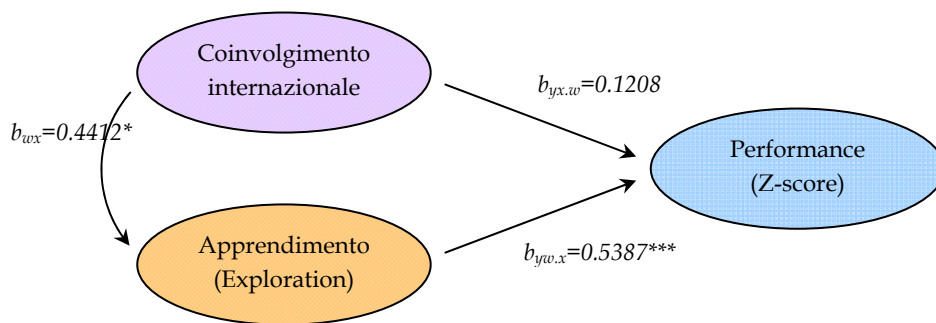 Coinvolgimento
internazionale
b_yx.w=0.1208
b_wx=0.4412*
Performance
(Z-score)
Apprendimento
(Exploration)
b_yw.x=0.5387***